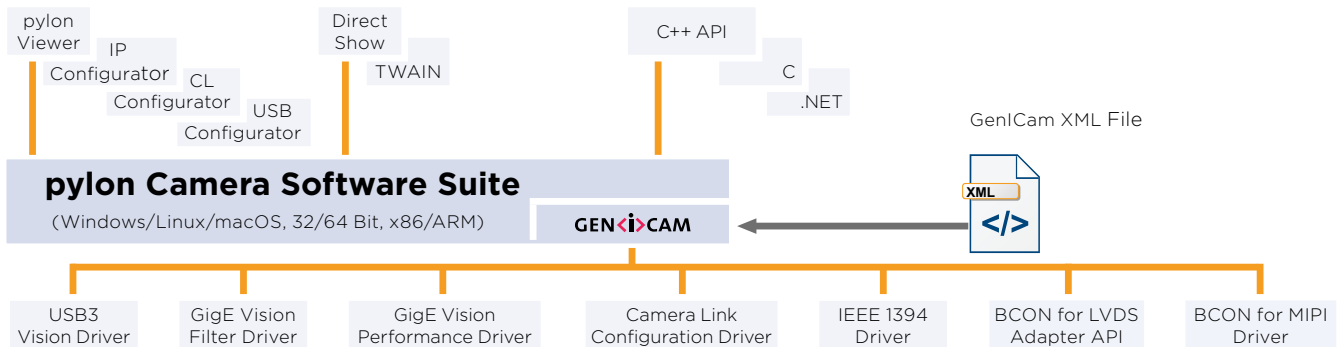 pylon
Viewer
IP
Configurator
CL
Configurator
USB
Configurator
Direct
Show
TWAIN
C++ API
C
.NET
GenICam XML File
XML
</>
pylon Camera Software Suite
(Windows/Linux/macOS, 32/64 Bit, x86/ARM)
GEN<i>CAM
USB3
Vision Driver
GigE Vision
Filter Driver
GigE Vision
Performance Driver
Camera Link
Configuration Driver
IEEE 1394
Driver
BCON for LVDS
Adapter API
BCON for MIPI
Driver